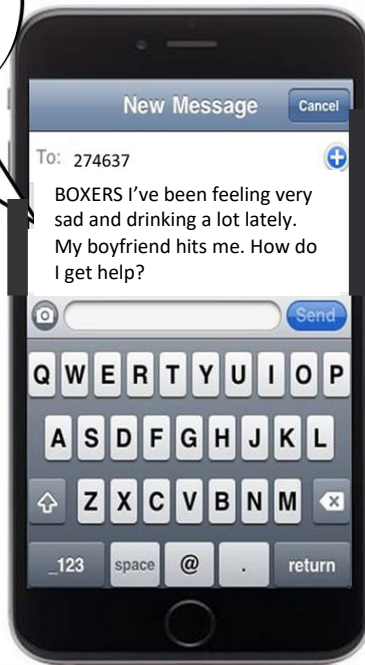 New Message
Cancel
To: 274637
BOXERS I’ve been feeling very
sad and drinking a lot lately.
My boyfriend hits me. How do
I get help?
Send
Q W E R T Y U I O P
A S D F G H J K L
Z X C V B N M
_123 space @ . return